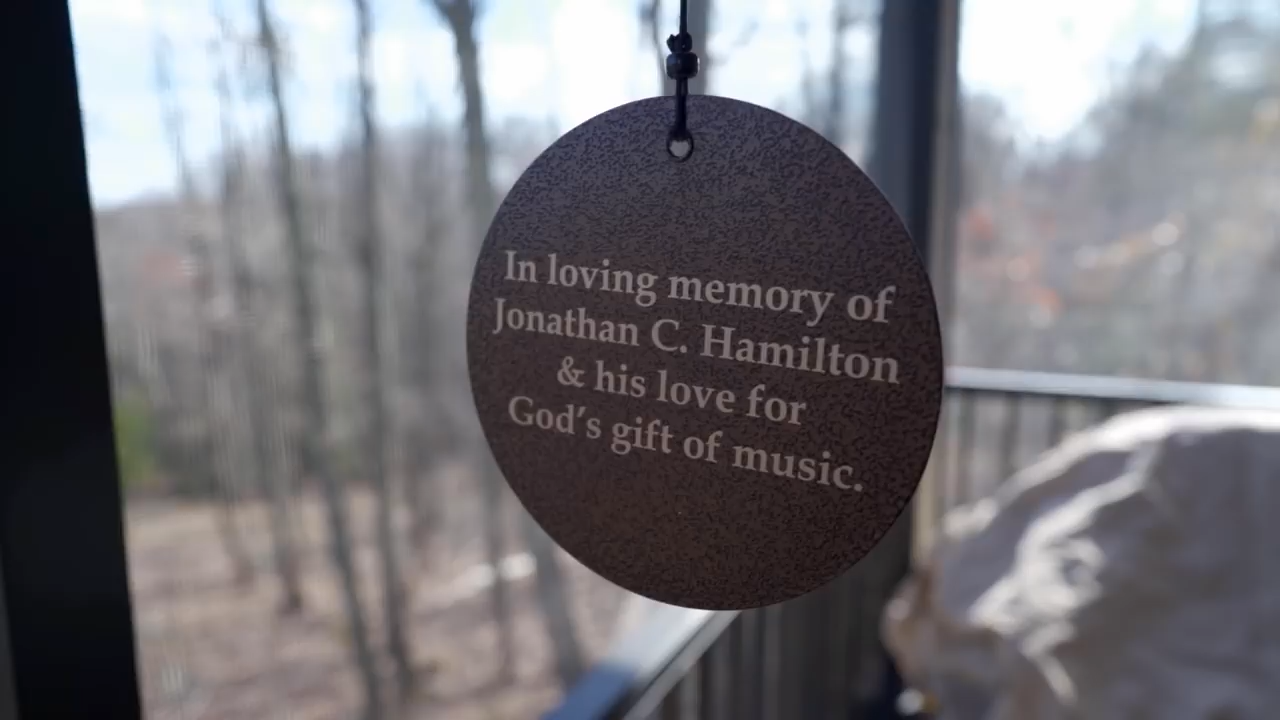 In loving memory of
Jonathan C. Hamilton
& his love for
God's gift of music.